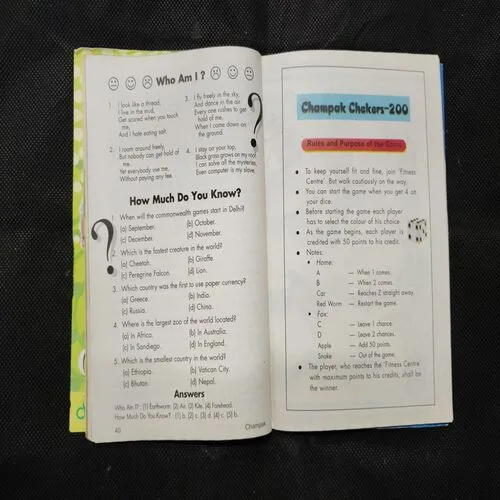 Who Am I ?
1. I look like a thread,
I live in the mud,
Get scared when you touch
me,
And I hate eating salt.
2. I roam around freely,
But nobody can get hold of
me,
Yet everybody use me,
Without paying any fee.
3. I fly freely in the sky,
And dance in the air
Every one rushes to get
hold of me,
When I come down on
the ground.
4. I stay on your top,
Black grass grows on my roof
I can solve all the mysteries,
Even computer is my slave.
How Much Do You Know?
1. When will the commonwealth games start in Delhi?
(a) September. (b) October.
(c) December. (d) November.
2. Which is the fastest creature in the world?
(a) Cheetah. (b) Giraffe.
(c) Peregrine Falcon. (d) Lion.
3. Which country was the first to use paper currency?
(a) Greece. (b) India.
(c) Russia. (d) China.
4. Where is the largest zoo of the world located?
(a) In Africa. (b) In Australia.
(c) In Sandiego. (d) In England.
5. Which is the smallest country in the world?
(a) Ethiopia. (b) Vatican City.
(c) Bhutan. (d) Nepal.
Answers
Who Am I? : (1) Earthworm. (2) Air. (3) Kite. (4) Forehead.
How Much Do You Know? : (1) b. (2) c. (3) d. (4) c. (5) b.
40 Champak
Champak Chekers-200
Rules and Purpose of the Game
• To keep yourself fit and fine, join 'Fitness
Centre'. But walk cautiously on the way.
• You can start the game when you get 4 on
your dice.
• Before starting the game each player
has to select the colour of his choice.
• As the game begins, each player is
credited with 50 points to his credit.
• Notes:
• Home:
A — When 1 comes.
B — When 2 comes.
Car — Reaches Z straight away.
Red Worm — Restart the game.
• Fox:
C — Leave 1 chance.
D — Leave 2 chances.
Apple — Add 50 points.
Snake — Out of the game.
• The player, who reaches the 'Fitness Centre'
with maximum points to his credits, shall be
the winner.